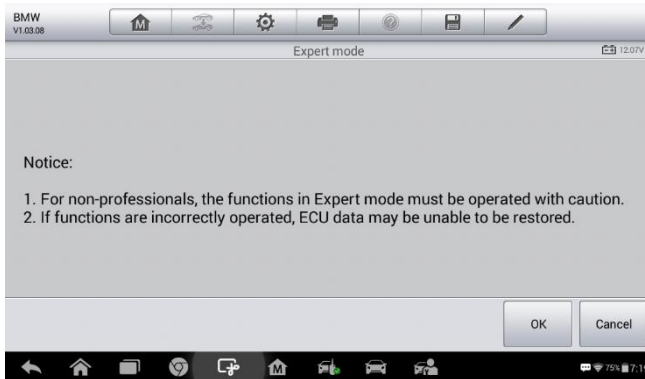 BMW
V1.03.08
M
Expert mode
12.07V
Notice:
1. For non-professionals, the functions in Expert mode must be operated with caution.
2. If functions are incorrectly operated, ECU data may be unable to be restored.
OK
Cancel
M
75%